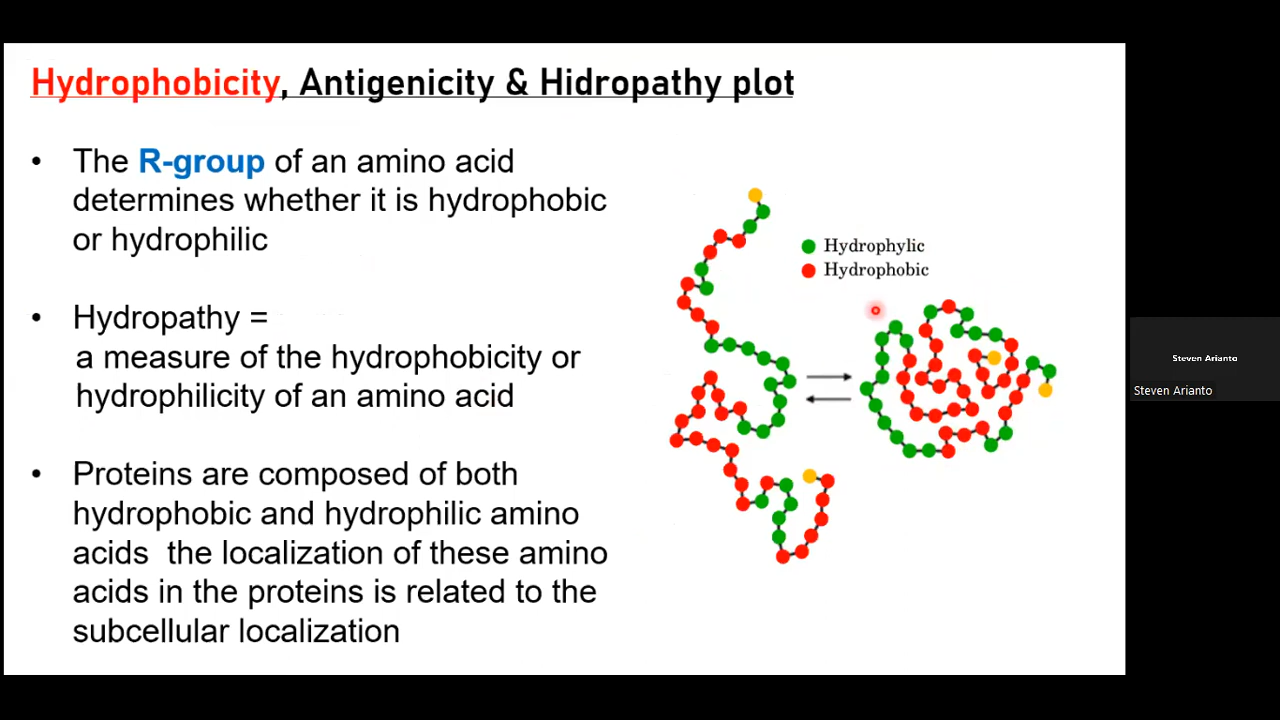 Hydrophobicity, Antigenicity & Hidropathy plot
• The R-group of an amino acid
determines whether it is hydrophobic
or hydrophilic
• Hydropathy =
a measure of the hydrophobicity or
hydrophilicity of an amino acid
• Proteins are composed of both
hydrophobic and hydrophilic amino
acids the localization of these amino
acids in the proteins is related to the
subcellular localization
Hydrophylic
Hydrophobic
Steven Arianto
Steven Arianto